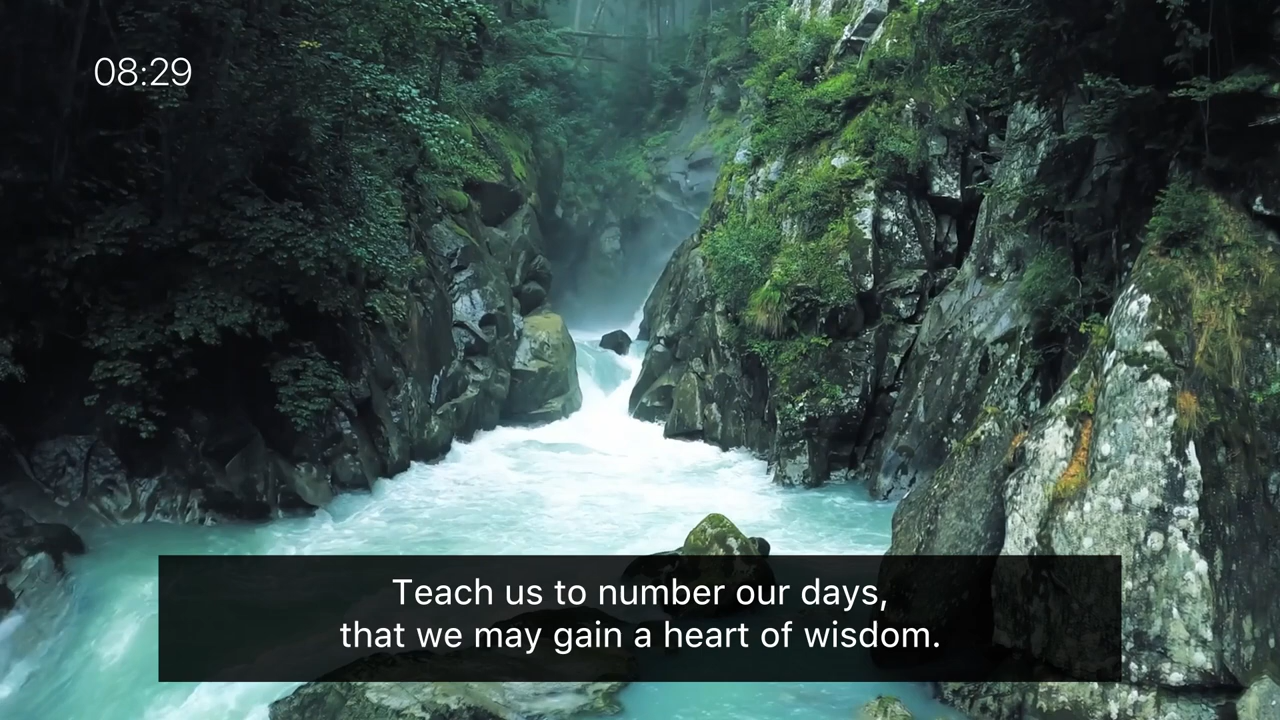 08:29
Teach us to number our days,
that we may gain a heart of wisdom.